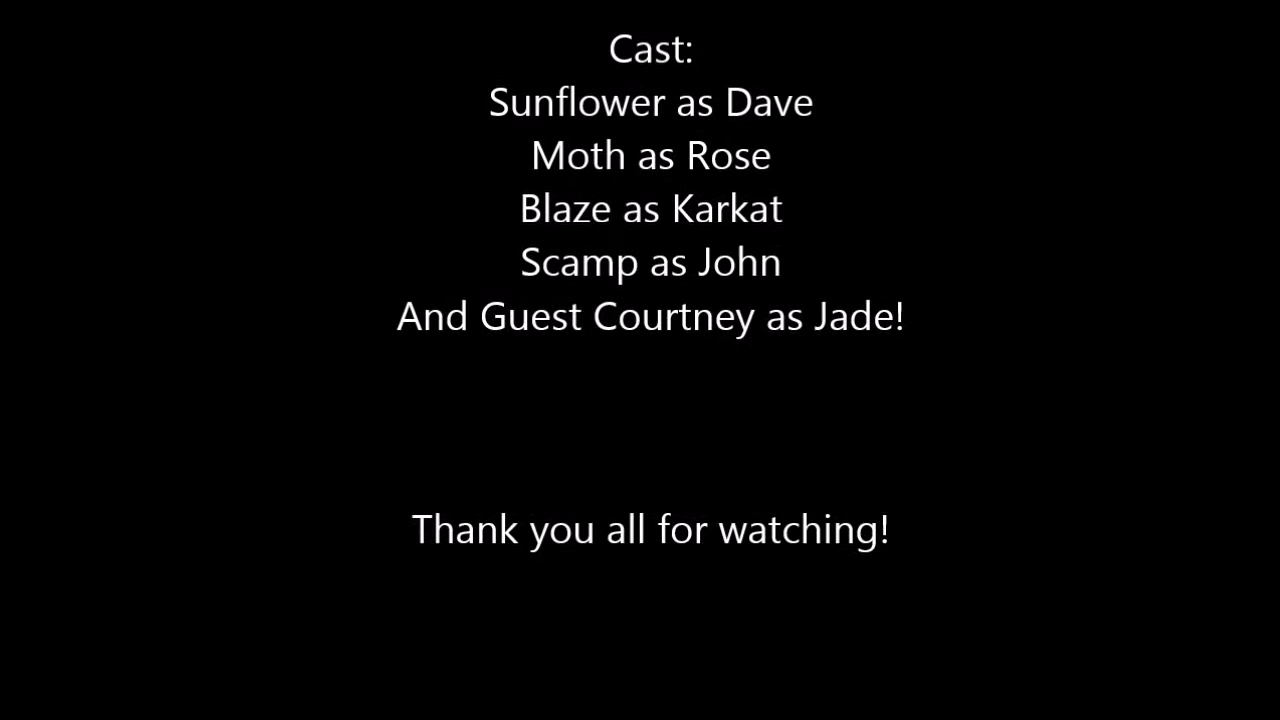 Cast:
Sunflower as Dave
Moth as Rose
Blaze as Karkat
Scamp as John
And Guest Courtney as Jade!
Thank you all for watching!